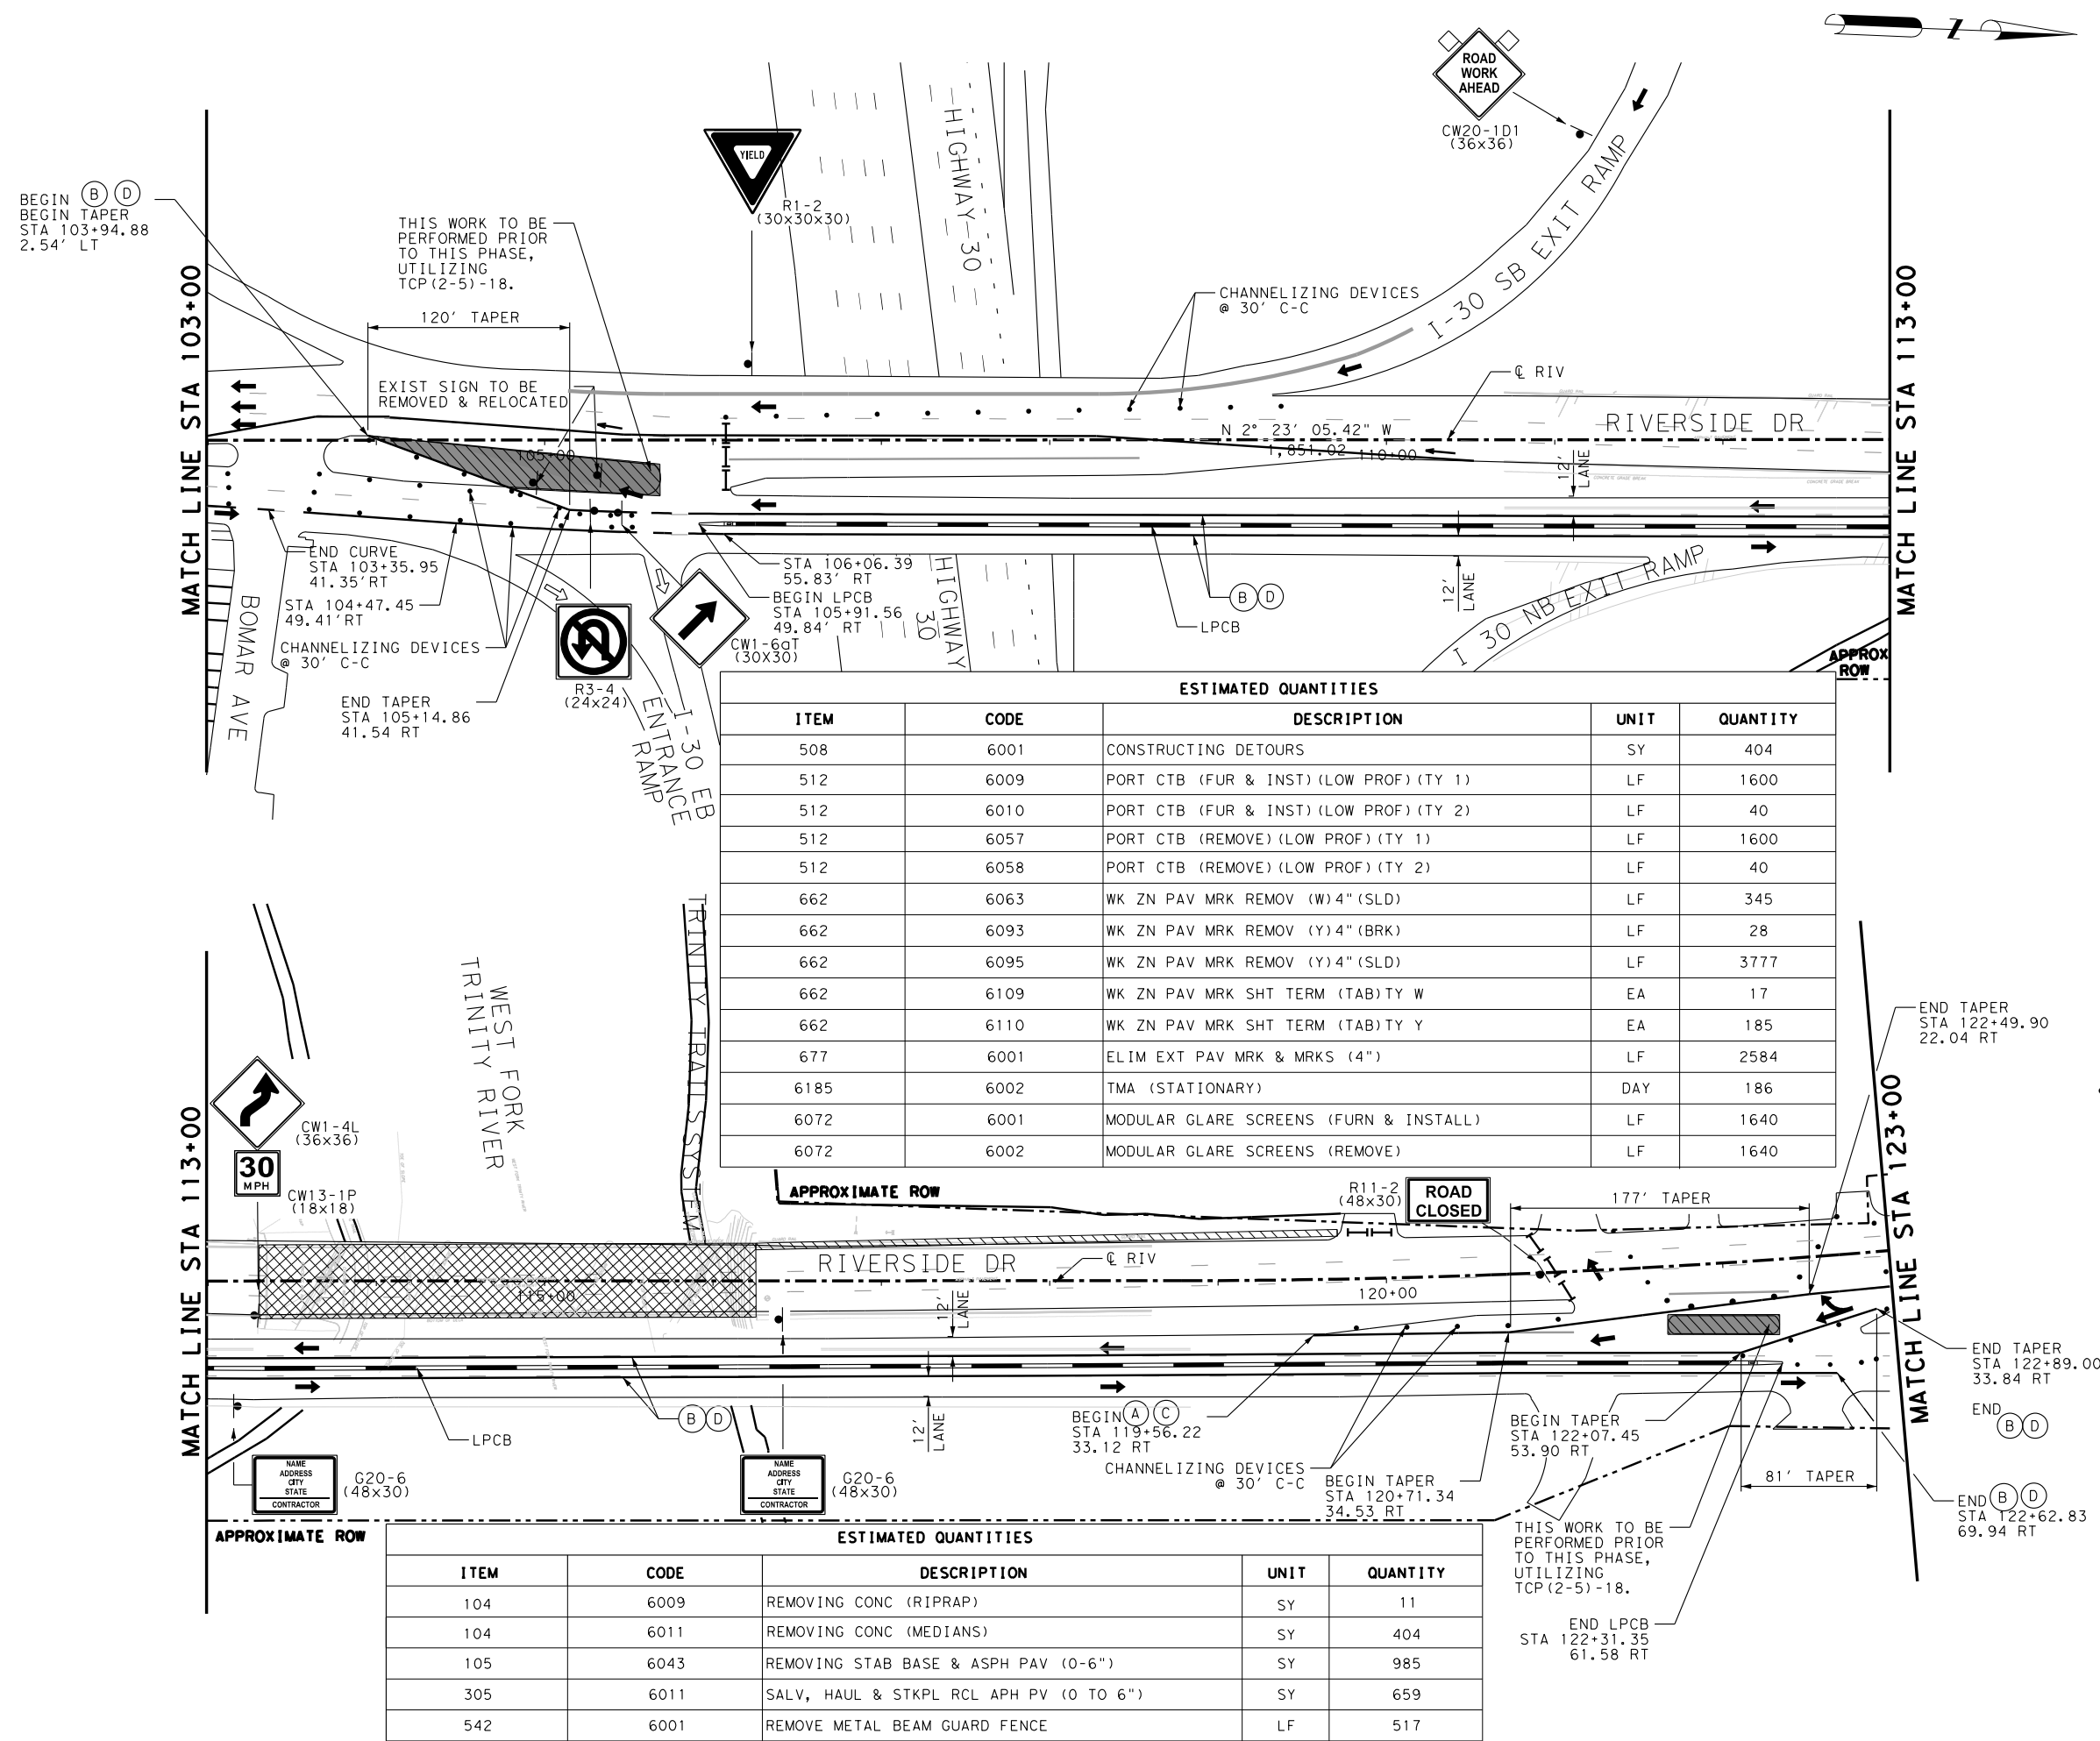 ROAD
WORK
AHEAD
CW20-1D1
(36x36)
Z
YIELD
R1-2
(30x30x30)
HIGHWAY 30
I-30 SB EXIT RAMP
BEGIN B D
BEGIN TAPER
STA 103+94.88
2.54' LT
THIS WORK TO BE
PERFORMED PRIOR
TO THIS PHASE,
UTILIZING
TCP(2-5)-18.
120' TAPER
CHANNELIZING DEVICES
@ 30' C-C
EXIST SIGN TO BE
REMOVED & RELOCATED
℄ RIV
RIVERSIDE DR
N 2° 23' 05.42" W
1,851.02
105+00
110+00
12'
LANE
MATCH LINE STA 103+00
MATCH LINE STA 113+00
END CURVE
STA 103+35.95
41.35'RT
STA 104+47.45
49.41'RT
CHANNELIZING DEVICES
@ 30' C-C
END TAPER
STA 105+14.86
41.54 RT
BOMAR AVE
R3-4
(24x24)
CW1-6aT
(30X30)
STA 106+06.39
55.83' RT
BEGIN LPCB
STA 105+91.56
49.84' RT
HIGHWAY
30
B D
LPCB
12'
LANE
I 30 NB EXIT RAMP
APPROX
ROW
I-30 EB
ENTRANCE
RAMP
ESTIMATED QUANTITIES
ITEM CODE DESCRIPTION UNIT QUANTITY
508 6001 CONSTRUCTING DETOURS SY 404
512 6009 PORT CTB (FUR & INST)(LOW PROF)(TY 1) LF 1600
512 6010 PORT CTB (FUR & INST)(LOW PROF)(TY 2) LF 40
512 6057 PORT CTB (REMOVE)(LOW PROF)(TY 1) LF 1600
512 6058 PORT CTB (REMOVE)(LOW PROF)(TY 2) LF 40
662 6063 WK ZN PAV MRK REMOV (W)4"(SLD) LF 345
662 6093 WK ZN PAV MRK REMOV (Y)4"(BRK) LF 28
662 6095 WK ZN PAV MRK REMOV (Y)4"(SLD) LF 3777
662 6109 WK ZN PAV MRK SHT TERM (TAB)TY W EA 17
662 6110 WK ZN PAV MRK SHT TERM (TAB)TY Y EA 185
677 6001 ELIM EXT PAV MRK & MRKS (4") LF 2584
6185 6002 TMA (STATIONARY) DAY 186
6072 6001 MODULAR GLARE SCREENS (FURN & INSTALL) LF 1640
6072 6002 MODULAR GLARE SCREENS (REMOVE) LF 1640
WEST FORK
TRINITY RIVER
TRINITY TRAILS SYSTEM
CW1-4L
(36x36)
30
MPH
CW13-1P
(18x18)
MATCH LINE STA 113+00
APPROXIMATE ROW
R11-2
(48x30)
ROAD
CLOSED
177' TAPER
END TAPER
STA 122+49.90
22.04 RT
MATCH LINE STA 123+00
RIVERSIDE DR
℄ RIV
115+00
120+00
12'
LANE
END TAPER
STA 122+89.00
33.84 RT
END
B D
LPCB
B D
12'
LANE
BEGIN A C
STA 119+56.22
33.12 RT
CHANNELIZING DEVICES
@ 30' C-C
BEGIN TAPER
STA 120+71.34
34.53 RT
BEGIN TAPER
STA 122+07.45
53.90 RT
81' TAPER
END B D
STA 122+62.83
69.94 RT
NAME
ADDRESS
CITY
STATE
CONTRACTOR
G20-6
(48x30)
NAME
ADDRESS
CITY
STATE
CONTRACTOR
G20-6
(48x30)
THIS WORK TO BE
PERFORMED PRIOR
TO THIS PHASE,
UTILIZING
TCP(2-5)-18.
END LPCB
STA 122+31.35
61.58 RT
APPROXIMATE ROW
ESTIMATED QUANTITIES
ITEM CODE DESCRIPTION UNIT QUANTITY
104 6009 REMOVING CONC (RIPRAP) SY 11
104 6011 REMOVING CONC (MEDIANS) SY 404
105 6043 REMOVING STAB BASE & ASPH PAV (0-6") SY 985
305 6011 SALV, HAUL & STKPL RCL APH PV (0 TO 6") SY 659
542 6001 REMOVE METAL BEAM GUARD FENCE LF 517